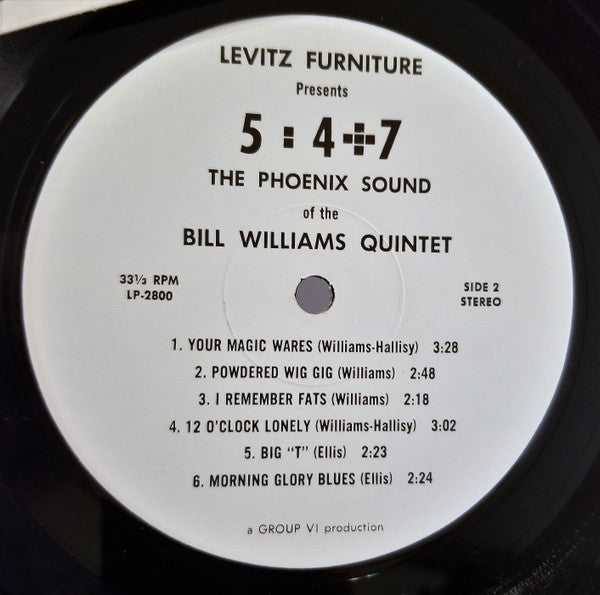 LEVITZ FURNITURE
Presents
5 : 4+7
THE PHOENIX SOUND
of the
BILL WILLIAMS QUINTET
33⅓ RPM
LP-2800
SIDE 2
STEREO
1. YOUR MAGIC WARES (Williams-Hallisy) 3:28
2. POWDERED WIG GIG (Williams) 2:48
3. I REMEMBER FATS (Williams) 2:18
4. 12 O'CLOCK LONELY (Williams-Hallisy) 3:02
5. BIG "T" (Ellis) 2:23
6. MORNING GLORY BLUES (Ellis) 2:24
a GROUP VI production